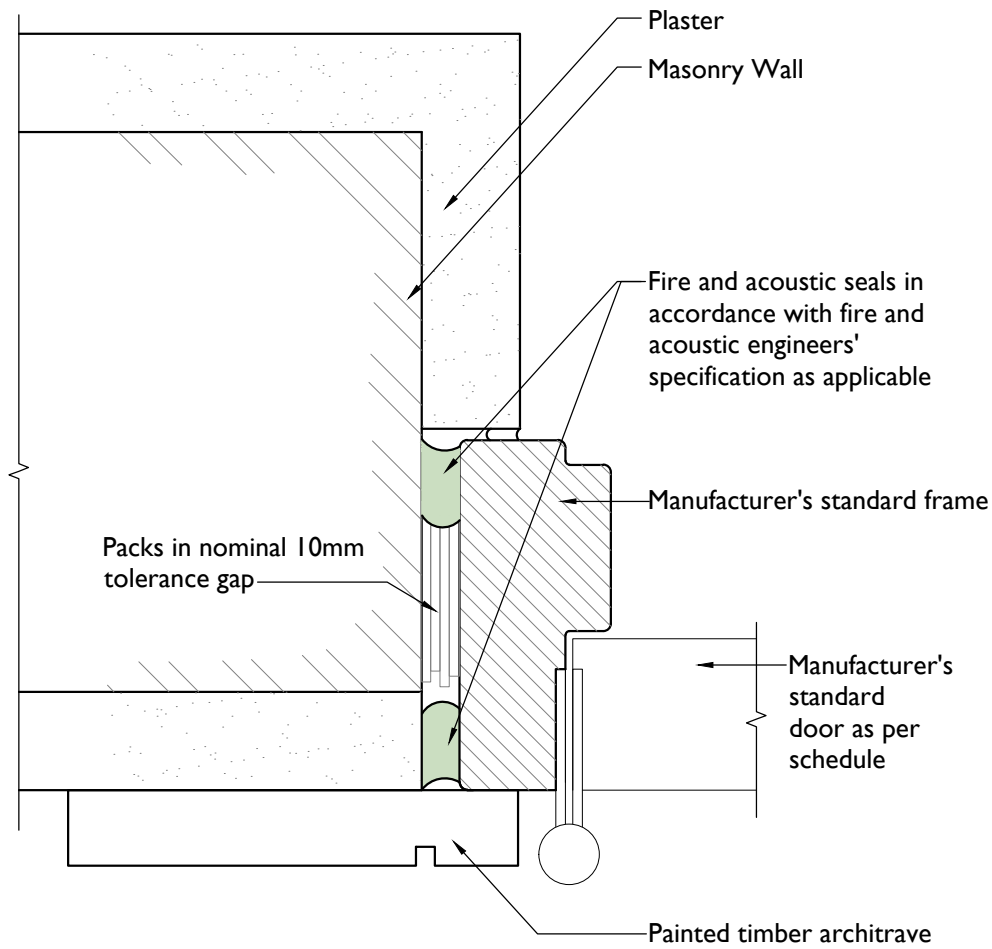 Plaster
Masonry Wall
Fire and acoustic seals in
accordance with fire and
acoustic engineers'
specification as applicable
Manufacturer's standard frame
Packs in nominal 10mm
tolerance gap
Manufacturer's
standard
door as per
schedule
Painted timber architrave